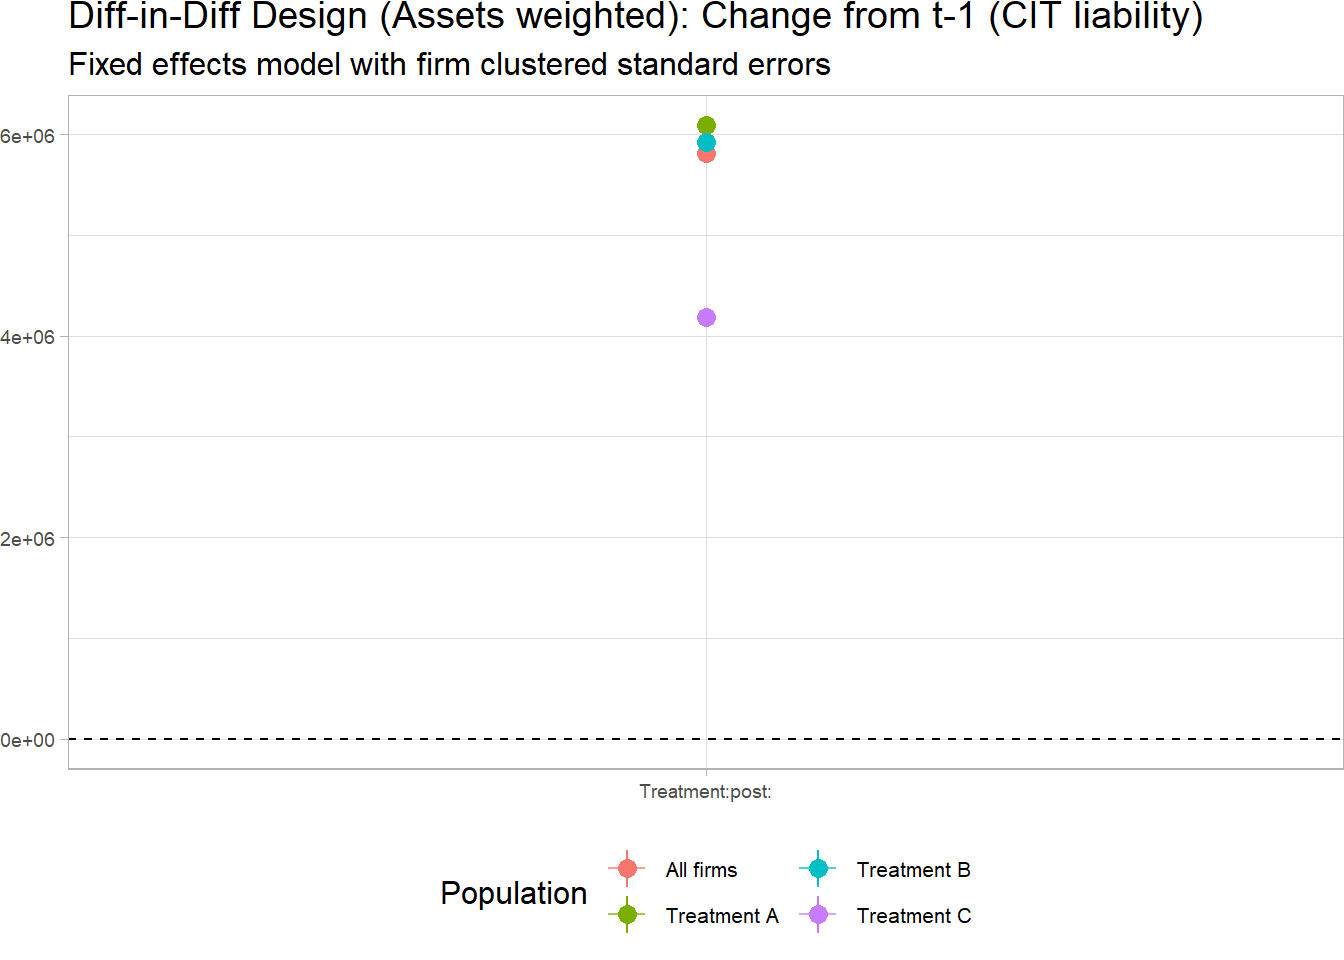 Diff-in-Diff Design (Assets weighted): Change from t-1 (CIT liability)
Fixed effects model with firm clustered standard errors
6e+06
4e+06
2e+06
0e+00
Treatment:post:
Population
All firms
Treatment A
Treatment B
Treatment C